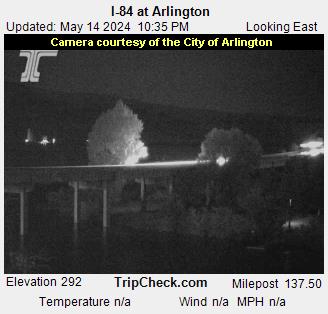 I-84 at Arlington
Updated: May 14 2024 10:35 PM Looking East
Camera courtesy of the City of Arlington
Elevation 292 TripCheck.com Milepost 137.50
Temperature n/a Wind n/a MPH n/a